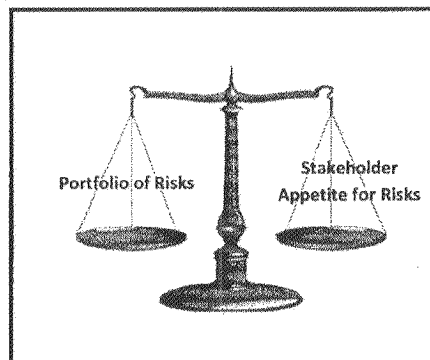 Portfolio of Risks
Stakeholder
Appetite for Risks